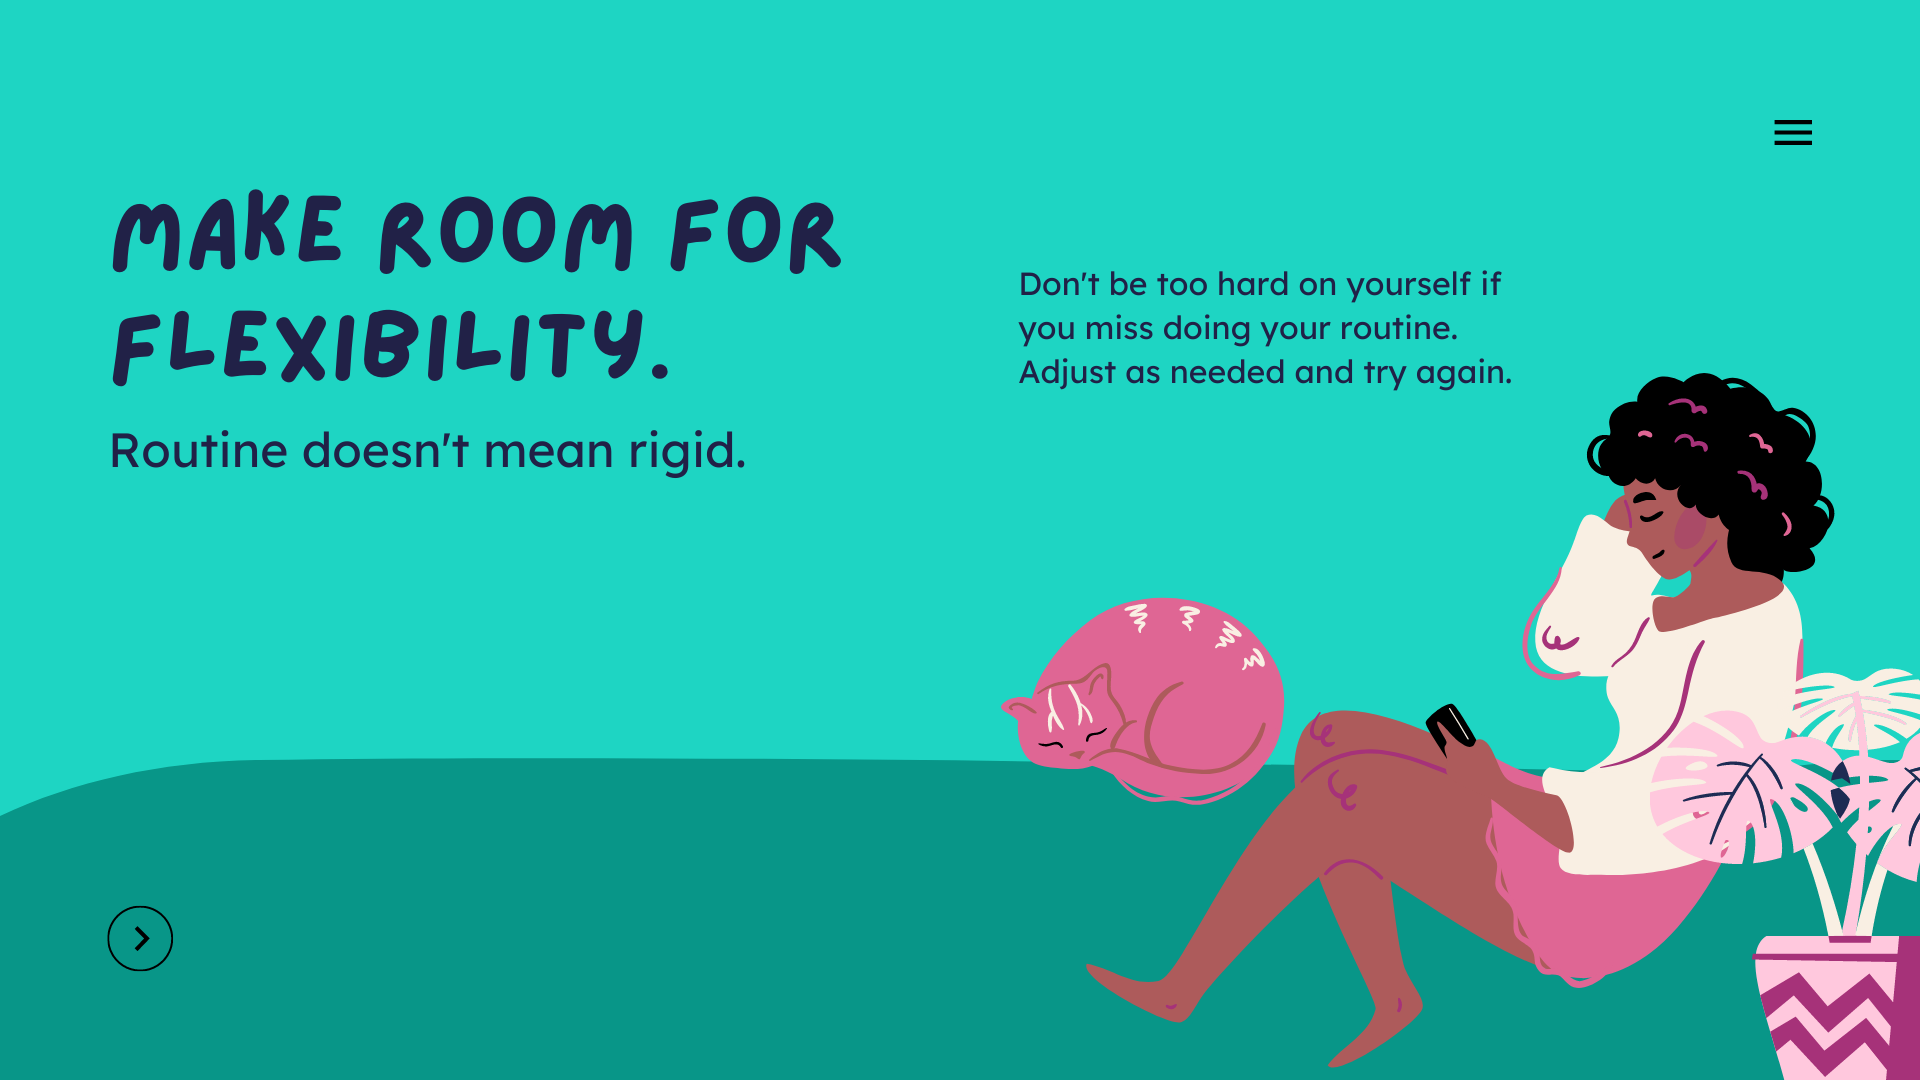 MAKE ROOM FOR
FLEXIBILITY.
Routine doesn't mean rigid.
Don't be too hard on yourself if
you miss doing your routine.
Adjust as needed and try again.